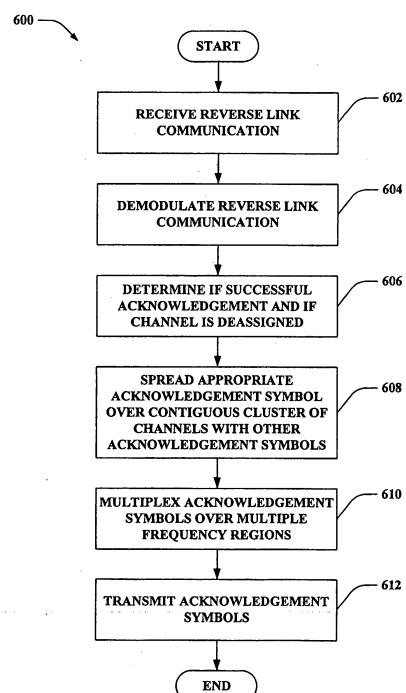 600
START
RECEIVE REVERSE LINK
COMMUNICATION
602
DEMODULATE REVERSE LINK
COMMUNICATION
604
DETERMINE IF SUCCESSFUL
ACKNOWLEDGEMENT AND IF
CHANNEL IS DEASSIGNED
606
SPREAD APPROPRIATE
ACKNOWLEDGEMENT SYMBOL
OVER CONTIGUOUS CLUSTER OF
CHANNELS WITH OTHER
ACKNOWLEDGEMENT SYMBOLS
608
MULTIPLEX ACKNOWLEDGEMENT
SYMBOLS OVER MULTIPLE
FREQUENCY REGIONS
610
TRANSMIT ACKNOWLEDGEMENT
SYMBOLS
612
END